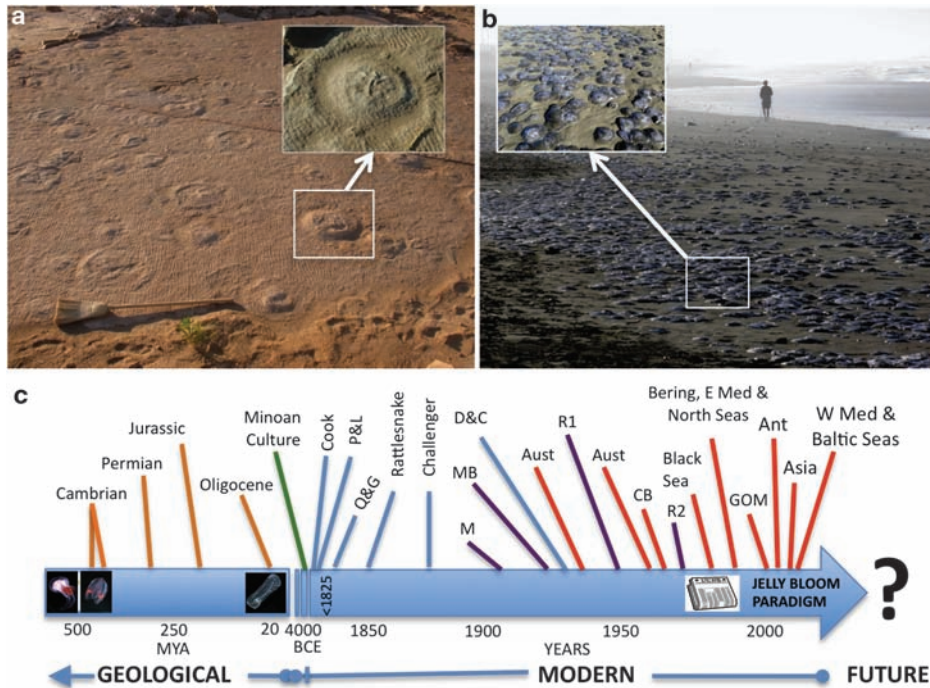 a
b
c
Cambrian
Permian
Jurassic
Oligocene
Minoan
Culture
Cook
P&L
Q&G
Rattlesnake
Challenger
D&C
MB
M
Aust
R1
Aust
CB
Black
Sea
R2
Bering, E Med &
North Seas
GOM
Ant
Asia
W Med &
Baltic Seas
<1825
JELLY BLOOM
PARADIGM
?
500
250
20
4000
1850
1900
1950
2000
MYA
BCE
YEARS
GEOLOGICAL
MODERN
FUTURE